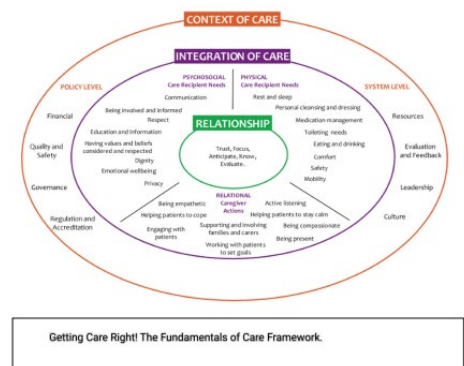 CONTEXT OF CARE
INTEGRATION OF CARE
POLICY LEVEL
Financial
Quality and
Safety
Governance
Regulation and
Accreditation
PSYCHOSOCIAL
Care Recipient Needs
Communication
Being involved and informed
Respect
Education and information
Having values and beliefs
considered and respected
Dignity
Emotional wellbeing
Privacy
PHYSICAL
Care Recipient Needs
Rest and sleep
Personal cleansing and dressing
Medication management
Toileting needs
Eating and drinking
Comfort
Safety
Mobility
SYSTEM LEVEL
Resources
Evaluation
and Feedback
Leadership
Culture
RELATIONSHIP
Trust, Focus,
Anticipate, Know,
Evaluate.
RELATIONAL
Caregiver
Actions
Being empathetic
Helping patients to cope
Engaging with
patients
Supporting and involving
families and carers
Working with patients
to set goals
Active listening
Helping patients to stay calm
Being compassionate
Being present
Getting Care Right! The Fundamentals of Care Framework.